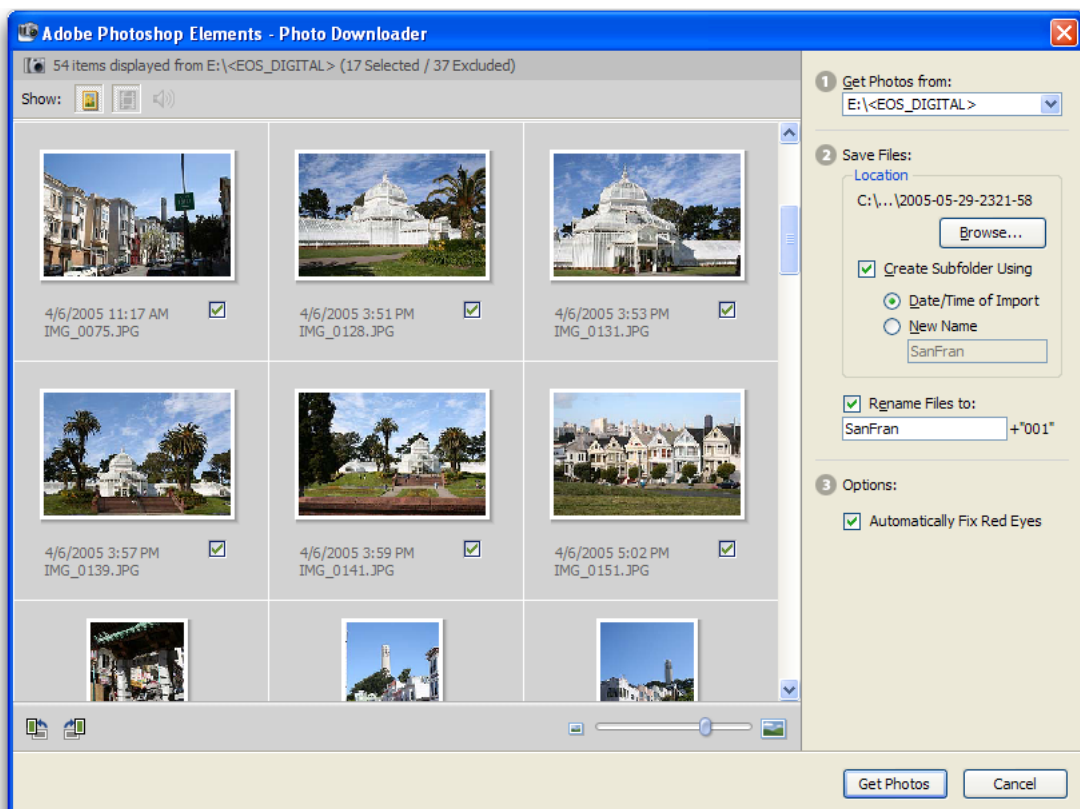 Adobe Photoshop Elements - Photo Downloader
54 items displayed from E:\<EOS_DIGITAL> (17 Selected / 37 Excluded)
Show:
4/6/2005 11:17 AM
IMG_0075.JPG
4/6/2005 3:51 PM
IMG_0128.JPG
4/6/2005 3:53 PM
IMG_0131.JPG
4/6/2005 3:57 PM
IMG_0139.JPG
4/6/2005 3:59 PM
IMG_0141.JPG
4/6/2005 5:02 PM
IMG_0151.JPG
1 Get Photos from:
E:\<EOS_DIGITAL>
2 Save Files:
Location
C:\...\2005-05-29-2321-58
Browse...
Create Subfolder Using
Date/Time of Import
New Name
SanFran
Rename Files to:
SanFran +"001"
3 Options:
Automatically Fix Red Eyes
Get Photos
Cancel